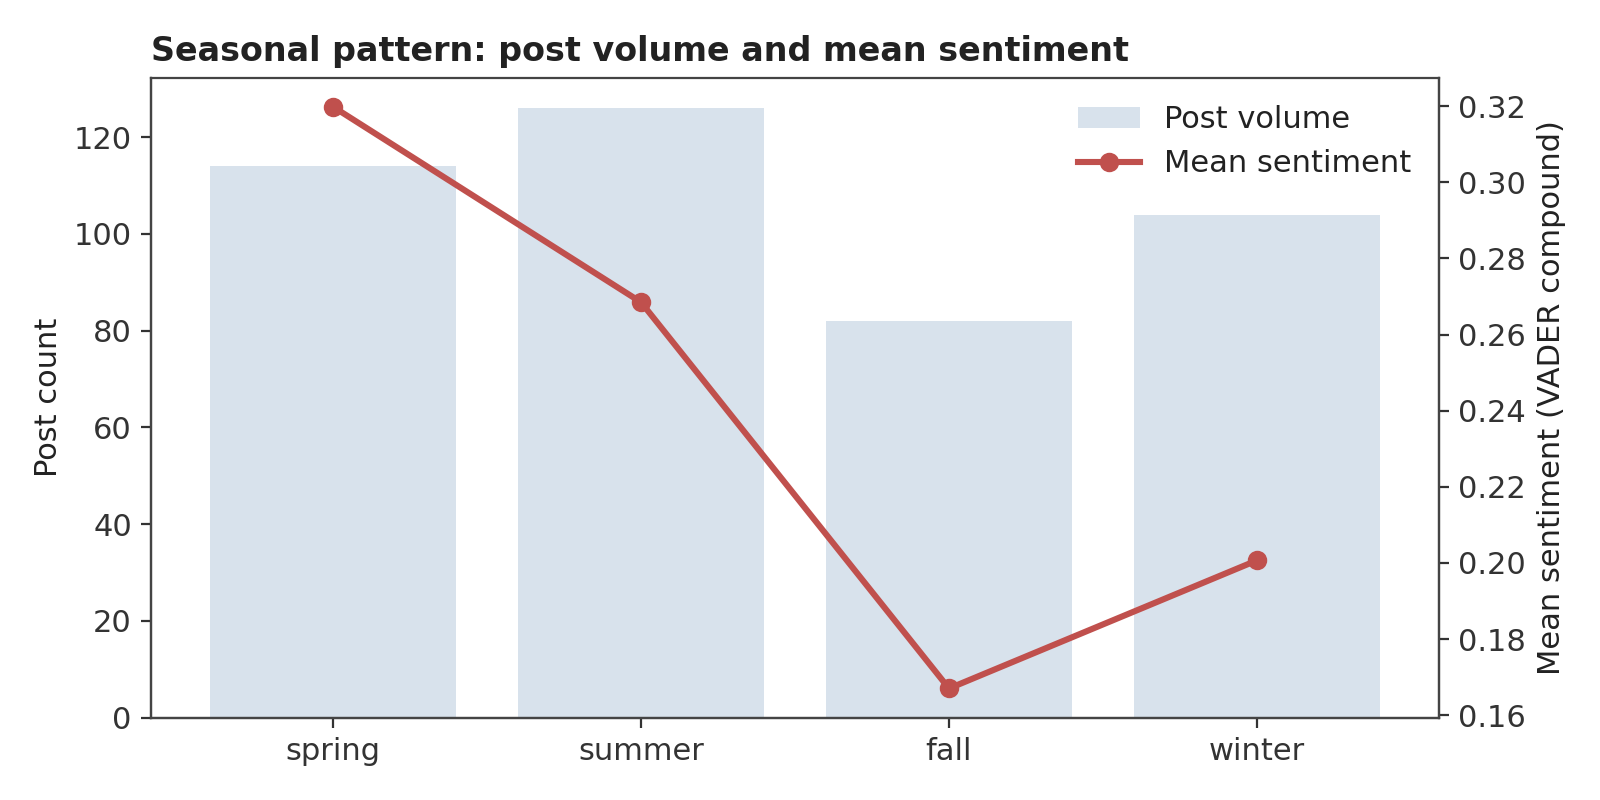 Seasonal pattern: post volume and mean sentiment
Post volume
Mean sentiment
Post count
120
100
80
60
40
20
0
0.32
0.30
0.28
0.26
0.24
0.22
0.20
0.18
0.16
Mean sentiment (VADER compound)
spring summer fall winter